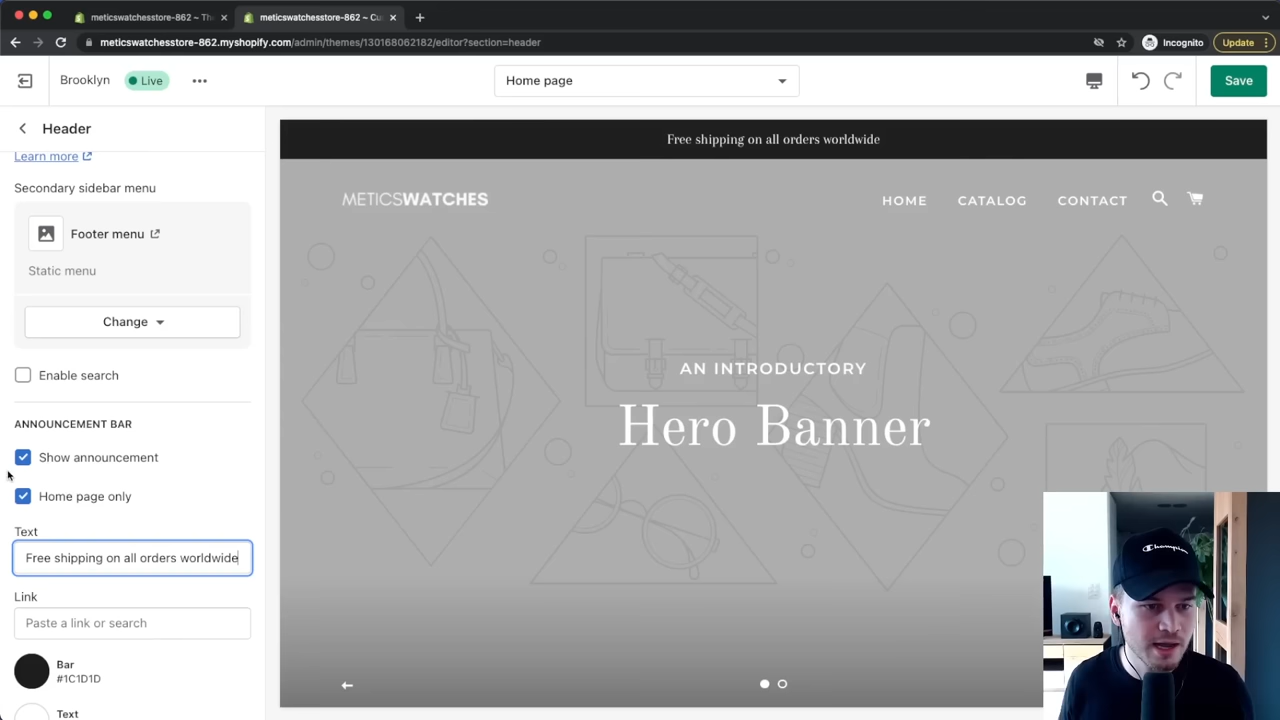 meticswatchesstore-862 ~ Th
meticswatchesstore-862 ~ Cu
meticswatchesstore-862.myshopify.com/admin/themes/130168062182/editor?section=header
Incognito
Update
Brooklyn
Live
Home page
Save
Header
Learn more
Secondary sidebar menu
Footer menu
Static menu
Change
Enable search
ANNOUNCEMENT BAR
Show announcement
Home page only
Text
Free shipping on all orders worldwide
Link
Paste a link or search
Bar
#1C1D1D
Text
Free shipping on all orders worldwide
METICSWATCHES
HOME
CATALOG
CONTACT
AN INTRODUCTORY
Hero Banner
Champion